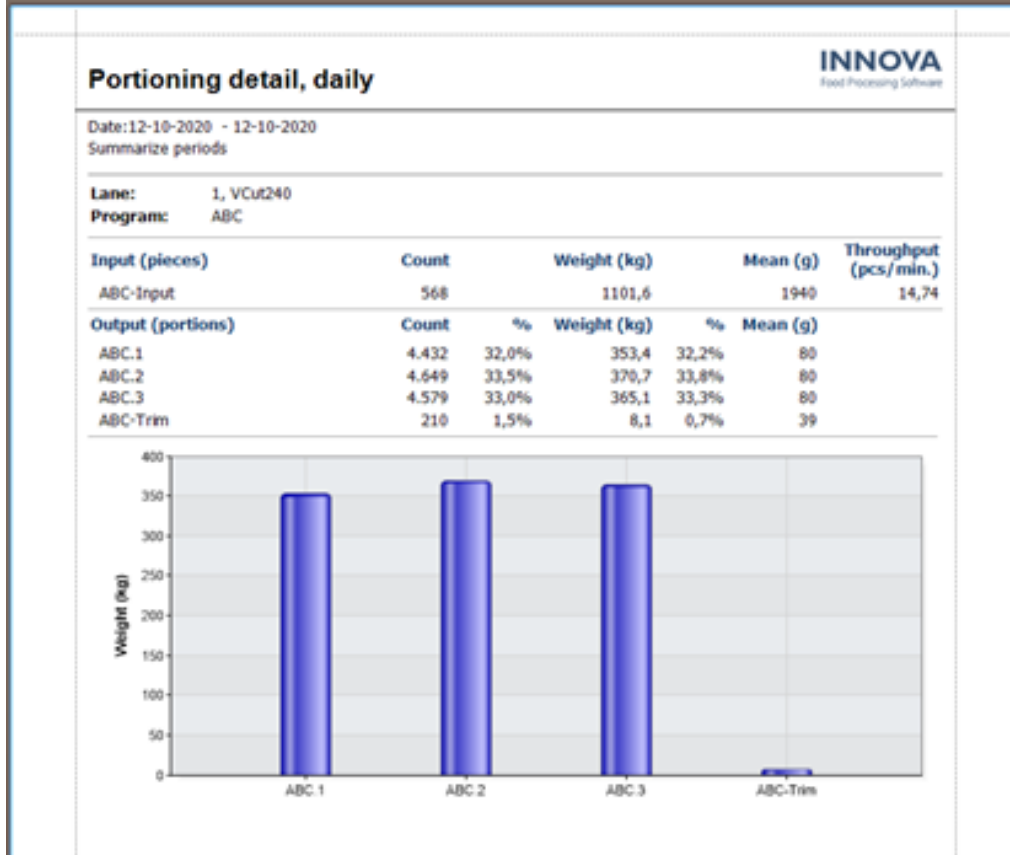 INNOVA
Food Processing Software
Portioning detail, daily
Date:12-10-2020 - 12-10-2020
Summarize periods
Lane: 1, VCut240
Program: ABC
Input (pieces) Count Weight (kg) Mean (g) Throughput (pcs/min.)
ABC-Input 568 1101,6 1940 14,74
Output (portions) Count % Weight (kg) % Mean (g)
ABC.1 4.432 32,0% 353,4 32,2% 80
ABC.2 4.649 33,5% 370,7 33,8% 80
ABC.3 4.579 33,0% 365,1 33,3% 80
ABC-Trim 210 1,5% 8,1 0,7% 39
Weight (kg)
400
350
300
250
200
150
100
50
0
ABC.1 ABC.2 ABC.3 ABC-Trim